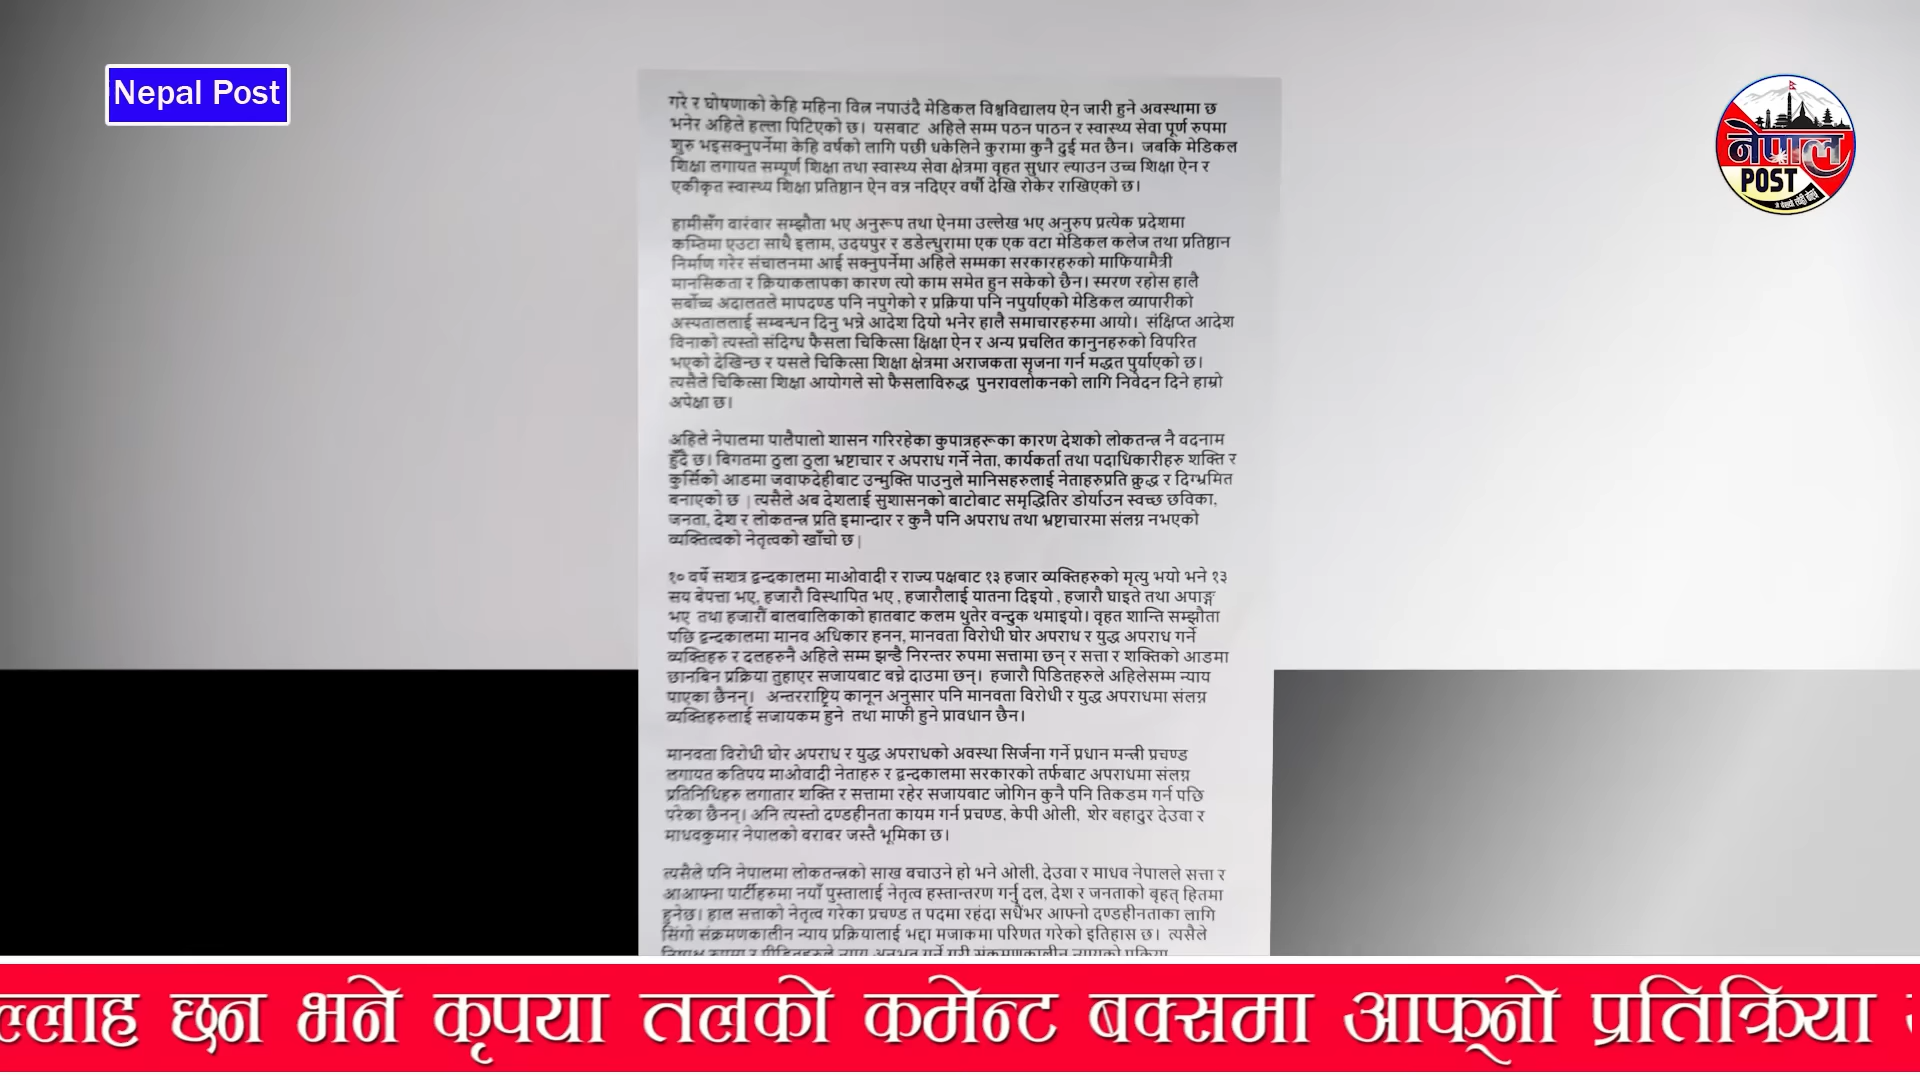 Nepal Post
नेपाल
POST
गरे र घोषणाको केहि महिना वित्न नपाउंदै मेडिकल विश्वविद्यालय ऐन जारी हुने अवस्थामा छ
भनेर अहिले हल्ला पिटिएको छ। यसबाट अहिले सम्म पठन पाठन र स्वास्थ्य सेवा पूर्ण रुपमा
शुरु भइसक्नुपर्नेमा केहि वर्षको लागि पछी धकेलिने कुरामा कुनै दुई मत छैन। जबकि मेडिकल
शिक्षा लगायत सम्पूर्ण शिक्षा तथा स्वास्थ्य सेवा क्षेत्रमा वृहत सुधार ल्याउन उच्च शिक्षा ऐन र
एकीकृत स्वास्थ्य शिक्षा प्रतिष्ठान ऐन वन्न नदिएर वर्षौ देखि रोकेर राखिएको छ।
हामीसँग वारंवार सम्झौता भए अनुरूप तथा ऐनमा उल्लेख भए अनुरुप प्रत्येक प्रदेशमा
कम्तिमा एउटा साथै इलाम, उदयपुर र डडेल्धुरामा एक एक वटा मेडिकल कलेज तथा प्रतिष्ठान
निर्माण गरेर संचालनमा आई सक्नुपर्नेमा अहिले सम्मका सरकारहरुको माफियामैत्री
मानसिकता र क्रियाकलापका कारण त्यो काम समेत हुन सकेको छैन। स्मरण रहोस हालै
सर्बोच्च अदालतले मापदण्ड पनि नपुगेको र प्रक्रिया पनि नपुर्याएको मेडिकल व्यापारीको
अस्पताललाई सम्बन्धन दिनु भन्ने आदेश दियो भनेर हालै समाचारहरुमा आयो। संक्षिप्त आदेश
विनाको त्यस्तो संदिग्ध फैसला चिकित्सा क्षिक्षा ऐन र अन्य प्रचलित कानुनहरुको विपरित
भएको देखिन्छ र यसले चिकित्सा शिक्षा क्षेत्रमा अराजकता सृजना गर्न मद्धत पुर्याएको छ।
त्यसैले चिकित्सा शिक्षा आयोगले सो फैसलाविरुद्ध पुनरावलोकनको लागि निवेदन दिने हाम्रो
अपेक्षा छ।
अहिले नेपालमा पालैपालो शासन गरिरहेका कुपात्रहरूका कारण देशको लोकतन्त्र नै वदनाम
हुँदै छ। बिगतमा ठुला ठुला भ्रष्टाचार र अपराध गर्ने नेता, कार्यकर्ता तथा पदाधिकारीहरु शक्ति र
कुर्सिको आडमा जवाफदेहीबाट उन्मुक्ति पाउनुले मानिसहरुलाई नेताहरुप्रति क्रुद्ध र दिग्भ्रमित
बनाएको छ | त्यसैले अब देशलाई सुशासनको बाटोबाट समृद्धितिर डोर्याउन स्वच्छ छविका,
जनता, देश र लोकतन्त्र प्रति इमान्दार र कुनै पनि अपराध तथा भ्रष्टाचारमा संलग्न नभएको
व्यक्तित्वको नेतृत्वको खाँचो छ |
१० वर्षे सशत्र द्वन्दकालमा माओवादी र राज्य पक्षबाट १३ हजार व्यक्तिहरुको मृत्यु भयो भने १३
सय बेपत्ता भए, हजारौ विस्थापित भए , हजारौलाई यातना दिइयो , हजारौ घाइते तथा अपाङ्ग
भए तथा हजारौं बालबालिकाको हातबाट कलम थुतेर वन्दुक थमाइयो। वृहत शान्ति सम्झौता
पछि द्वन्दकालमा मानव अधिकार हनन, मानवता विरोधी घोर अपराध र युद्ध अपराध गर्ने
व्यक्तिहरु र दलहरुनै अहिले सम्म झन्डै निरन्तर रुपमा सत्तामा छन् र सत्ता र शक्तिको आडमा
छानबिन प्रक्रिया तुहाएर सजायबाट बच्ने दाउमा छन्। हजारौ पिडितहरुले अहिलेसम्म न्याय
पाएका छैनन्। अन्तरराष्ट्रिय कानून अनुसार पनि मानवता विरोधी र युद्ध अपराधमा संलग्न
व्यक्तिहरुलाई सजायकम हुने तथा माफी हुने प्रावधान छैन।
मानवता विरोधी घोर अपराध र युद्ध अपराधको अवस्था सिर्जना गर्ने प्रधान मन्त्री प्रचण्ड
लगायत कतिपय माओवादी नेताहरु र द्वन्दकालमा सरकारको तर्फबाट अपराधमा संलग्न
प्रतिनिधिहरु लगातार शक्ति र सत्तामा रहेर सजायबाट जोगिन कुनै पनि तिकडम गर्न पछि
परेका छैनन्। अनि त्यस्तो दण्डहीनता कायम गर्न प्रचण्ड, केपी ओली, शेर बहादुर देउवा र
माधवकुमार नेपालको बराबर जस्तै भूमिका छ।
त्यसैले पनि नेपालमा लोकतन्त्रको साख बचाउने हो भने ओली, देउवा र माधव नेपालले सत्ता र
आआफ्ना पार्टीहरुमा नयाँ पुस्तालाई नेतृत्व हस्तान्तरण गर्नु दल, देश र जनताको बृहत् हितमा
हुनेछ। हाल सत्ताको नेतृत्व गरेका प्रचण्ड त पदमा रहंदा सधैंभर आफ्नो दण्डहीनताका लागि
सिंगो संक्रमणकालीन न्याय प्रक्रियालाई भद्दा मजाकमा परिणत गरेको इतिहास छ। त्यसैले
ल्लाह छन भने कृपया तलको कमेन्ट बक्समा आफ्नो प्रतिक्रिया